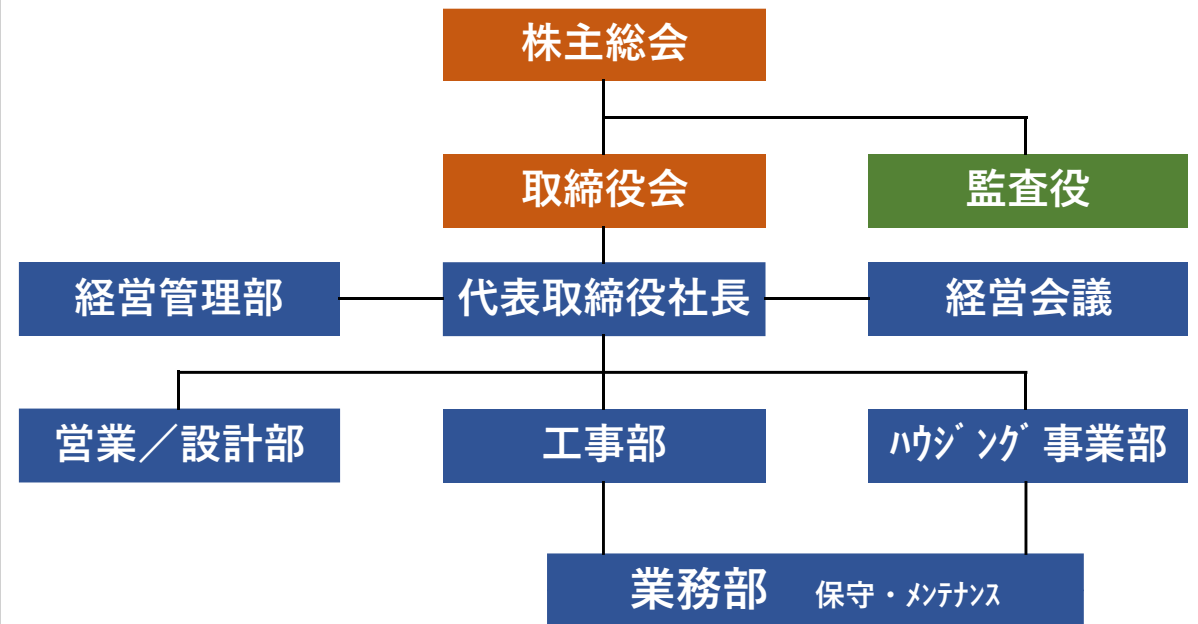 株主総会
取締役会
監査役
経営管理部
代表取締役社長
経営会議
営業／設計部
工事部
ﾊｳｼﾞﾝｸﾞ事業部
業務部　保守・ﾒﾝﾃﾅﾝｽ